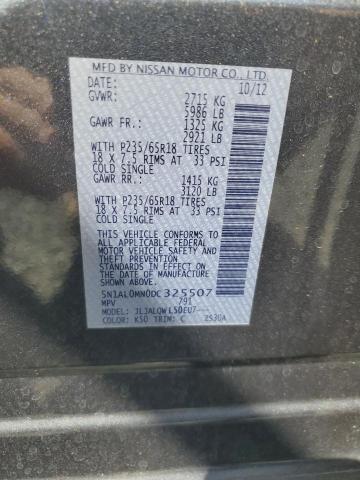 MFD BY NISSAN MOTOR CO., LTD.
DATE: 10/12
GVWR: 2715 KG
5986 LB
GAWR FR.: 1325 KG
2921 LB
WITH P235/65R18 TIRES
18 X 7.5 RIMS AT 33 PSI
COLD SINGLE
GAWR RR.: 1415 KG
3120 LB
WITH P235/65R18 TIRES
18 X 7.5 RIMS AT 33 PSI
COLD SINGLE
THIS VEHICLE CONFORMS TO ALL
APPLICABLE FEDERAL
MOTOR VEHICLE SAFETY AND
THEFT PREVENTION
STANDARDS IN EFFECT ON THE
DATE OF MANUFACTURE
SHOWN ABOVE
5N1AL0MN0DC325507
MPV 791
MODEL: JLJALQWL50EU7---
COLOR: K50 TRIM: C